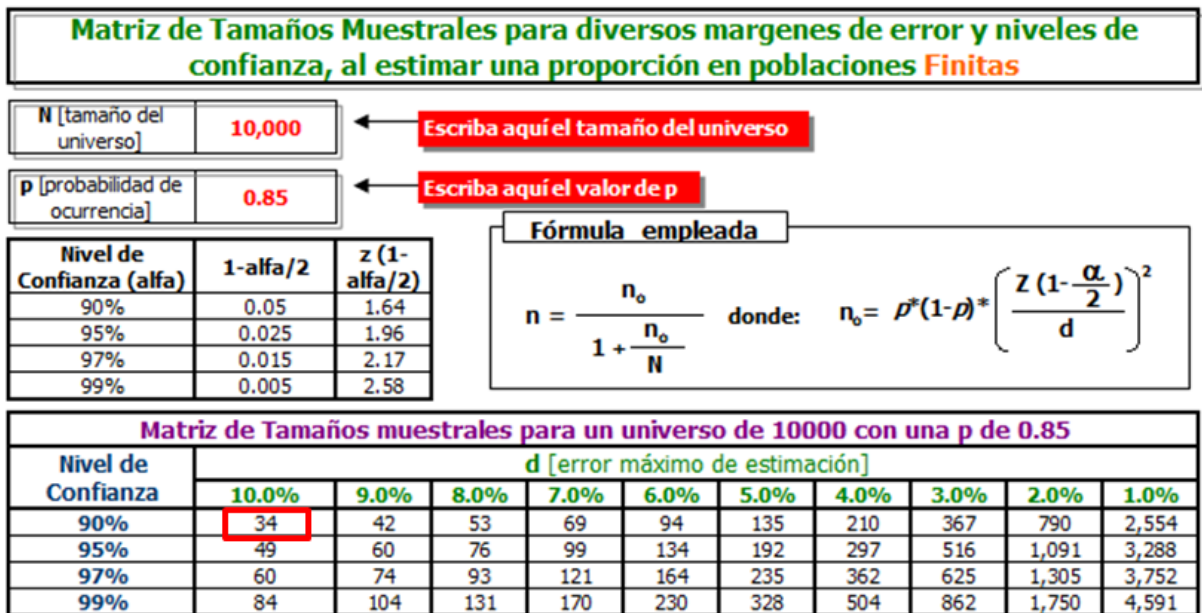 Matriz de Tamaños Muestrales para diversos margenes de error y niveles de
confianza, al estimar una proporción en poblaciones Finitas
N [tamaño del
universo]
10,000
Escriba aquí el tamaño del universo
p [probabilidad de
ocurrencia]
0.85
Escriba aquí el valor de p
Nivel de
Confianza (alfa)
1-alfa/2
z (1-
alfa/2)
90% 0.05 1.64
95% 0.025 1.96
97% 0.015 2.17
99% 0.005 2.58
Fórmula empleada
n = n₀ / (1 + n₀/N) donde: n₀= p*(1-p)* (Z (1-α/2) / d)²
Matriz de Tamaños muestrales para un universo de 10000 con una p de 0.85
Nivel de
Confianza
d [error máximo de estimación]
10.0% 9.0% 8.0% 7.0% 6.0% 5.0% 4.0% 3.0% 2.0% 1.0%
90% 34 42 53 69 94 135 210 367 790 2,554
95% 49 60 76 99 134 192 297 516 1,091 3,288
97% 60 74 93 121 164 235 362 625 1,305 3,752
99% 84 104 131 170 230 328 504 862 1,750 4,591